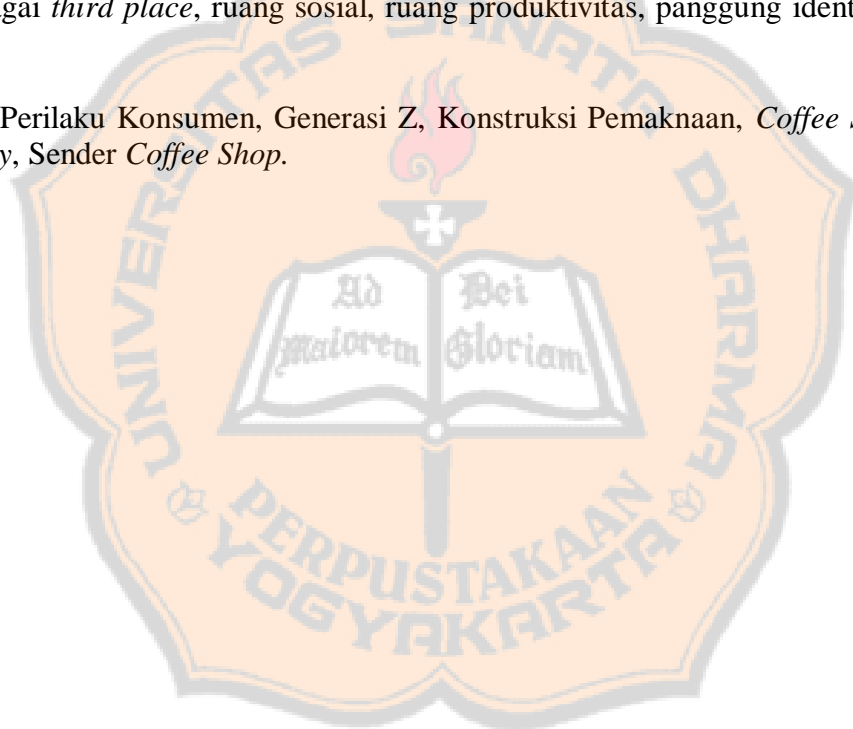 agai third place, ruang sosial, ruang produktivitas, panggung ident
Perilaku Konsumen, Generasi Z, Konstruksi Pemaknaan, Coffee S
y, Sender Coffee Shop.
UNIVERSITAS SANATA DHARMA
Ad Dei
maiorem Gloriam
PERPUSTAKAAN
YOGYAKARTA